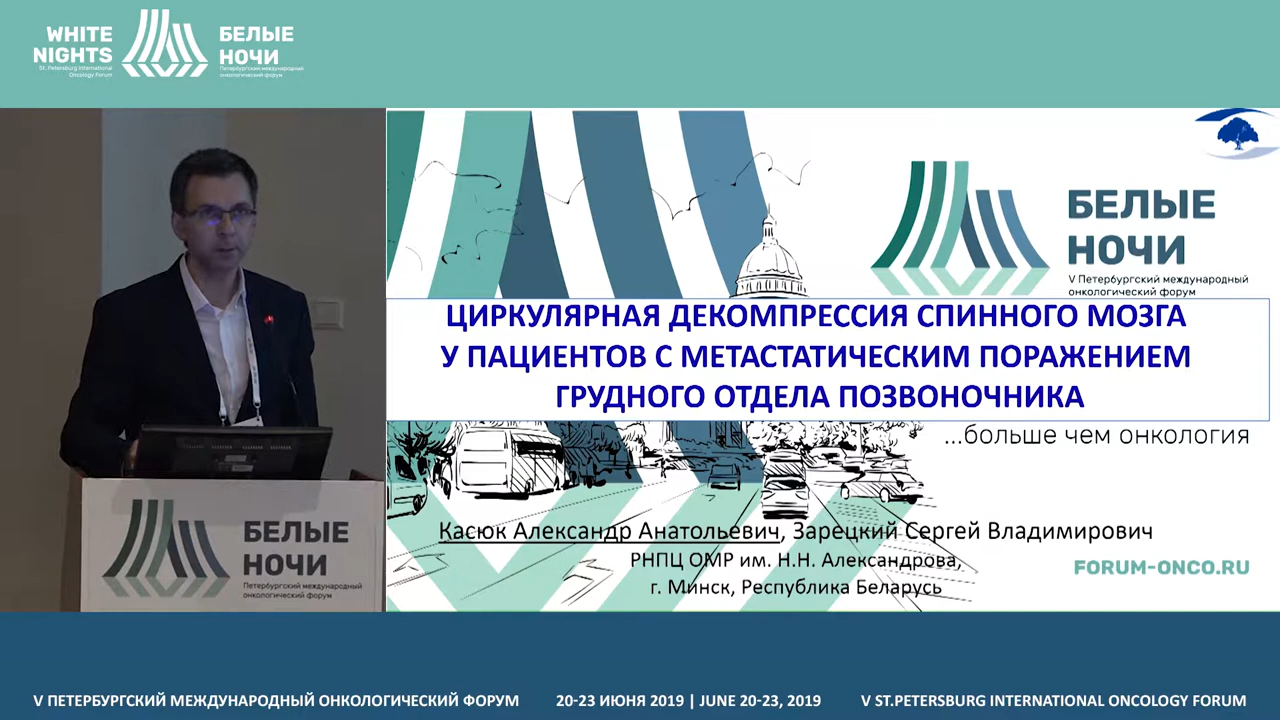 WHITE
NIGHTS
St. Petersburg International
Oncology Forum
БЕЛЫЕ
НОЧИ
Петербургский международный
онкологический форум
БЕЛЫЕ
НОЧИ
V Петербургский международный
онкологический форум
ЦИРКУЛЯРНАЯ ДЕКОМПРЕССИЯ СПИННОГО МОЗГА
У ПАЦИЕНТОВ С МЕТАСТАТИЧЕСКИМ ПОРАЖЕНИЕМ
ГРУДНОГО ОТДЕЛА ПОЗВОНОЧНИКА
...больше чем онкология
Касюк Александр Анатольевич, Зарецкий Сергей Владимирович
РНПЦ ОМР им. Н.Н. Александрова,
г. Минск, Республика Беларусь
FORUM-ONCO.RU
БЕЛЫЕ
НОЧИ
Петербургский международный
онкологический форум
V ПЕТЕРБУРГСКИЙ МЕЖДУНАРОДНЫЙ ОНКОЛОГИЧЕСКИЙ ФОРУМ
20-23 ИЮНЯ 2019 | JUNE 20-23, 2019
V ST.PETERSBURG INTERNATIONAL ONCOLOGY FORUM